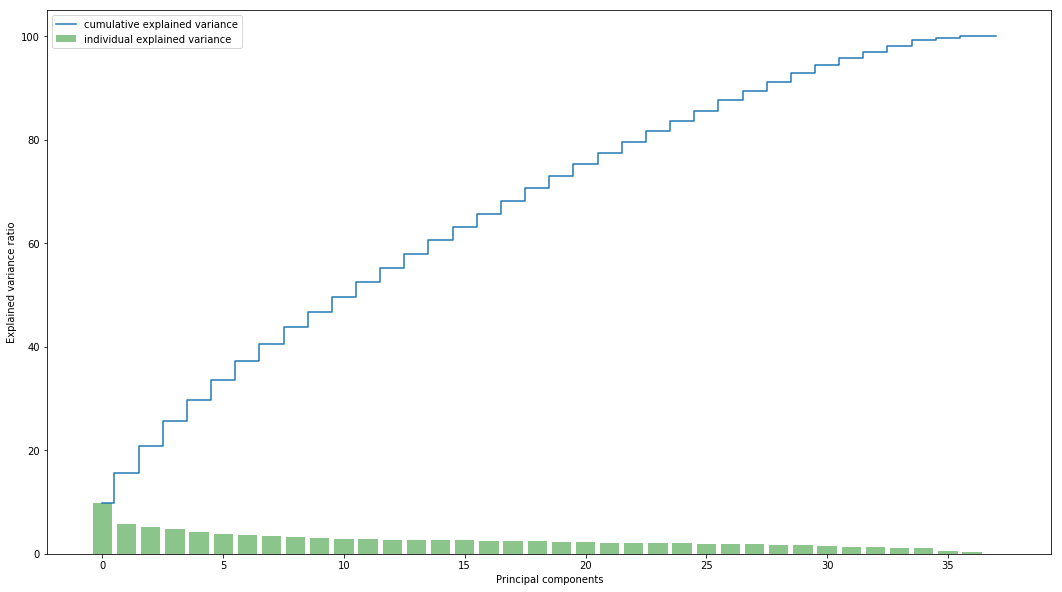 cumulative explained variance
individual explained variance
100
80
60
40
20
0
Explained variance ratio
0 5 10 15 20 25 30 35
Principal components